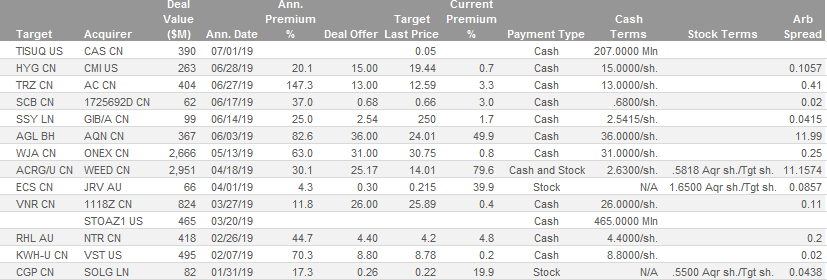 Deal Ann. Current
Value Premium Target Premium Cash Arb
Target Acquirer ($M) Ann. Date % Deal Offer Last Price % Payment Type Terms Stock Terms Spread
TISUQ US CAS CN 390 07/01/19 0.05 Cash 207.0000 Mln
HYG CN CMI US 263 06/28/19 20.1 15.00 19.44 0.7 Cash 15.0000/sh. 0.1057
TRZ CN AC CN 404 06/27/19 147.3 13.00 12.59 3.3 Cash 13.0000/sh. 0.41
SCB CN 1725692D CN 62 06/17/19 37.0 0.68 0.66 3.0 Cash .6800/sh. 0.02
SSY LN GIB/A CN 99 06/14/19 25.0 2.54 250 1.7 Cash 2.5415/sh. 0.0415
AGL BH AQN CN 367 06/03/19 82.6 36.00 24.01 49.9 Cash 36.0000/sh. 11.99
WJA CN ONEX CN 2,666 05/13/19 63.0 31.00 30.75 0.8 Cash 31.0000/sh. 0.25
ACRG/U CN WEED CN 2,951 04/18/19 30.1 25.17 14.01 79.6 Cash and Stock 2.6300/sh. .5818 Aqr sh./Tgt sh. 11.1574
ECS CN JRV AU 66 04/01/19 4.3 0.30 0.215 39.9 Stock N/A 1.6500 Aqr sh./Tgt sh. 0.0857
VNR CN 1118Z CN 824 03/27/19 11.8 26.00 25.89 0.4 Cash 26.0000/sh. 0.11
STOAZ1 US 465 03/20/19 Cash 465.0000 Mln
RHL AU NTR CN 418 02/26/19 44.7 4.40 4.2 4.8 Cash 4.4000/sh. 0.2
KWH-U CN VST US 495 02/07/19 70.3 8.80 8.78 0.2 Cash 8.8000/sh. 0.02
CGP CN SOLG LN 82 01/31/19 17.3 0.26 0.22 19.9 Stock N/A .5500 Aqr sh./Tgt sh. 0.0438